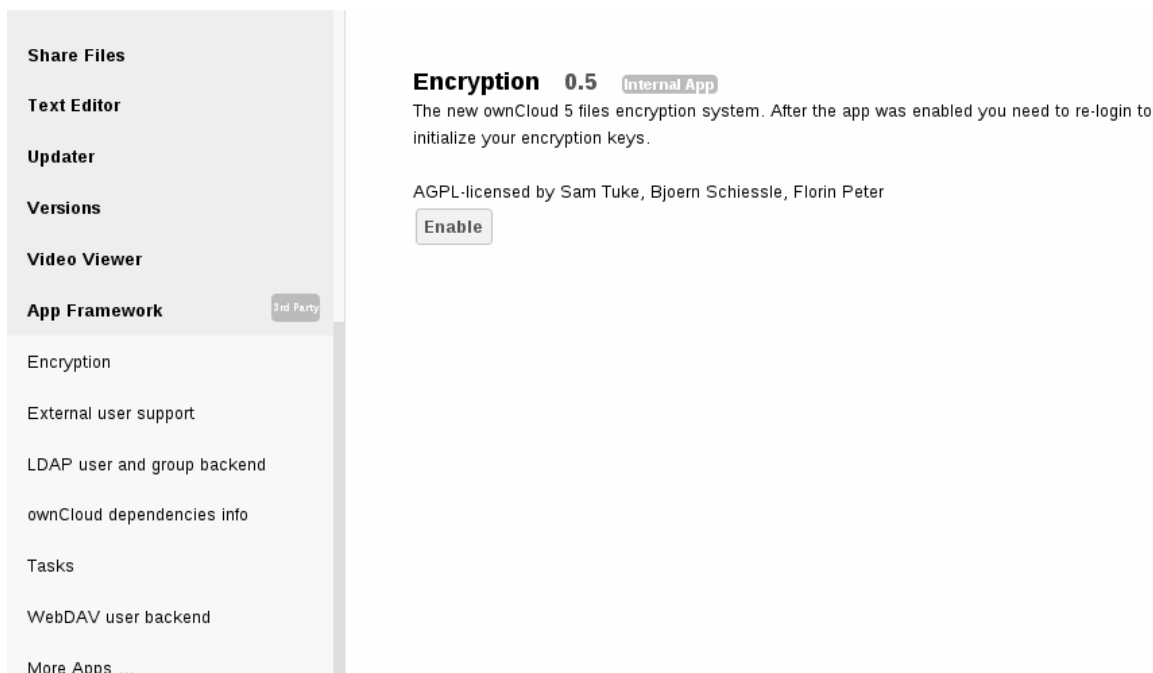 Share Files
Text Editor
Updater
Versions
Video Viewer
App Framework 3rd Party
Encryption
External user support
LDAP user and group backend
ownCloud dependencies info
Tasks
WebDAV user backend
More Apps ...
Encryption 0.5 Internal App
The new ownCloud 5 files encryption system. After the app was enabled you need to re-login to
initialize your encryption keys.
AGPL-licensed by Sam Tuke, Bjoern Schiessle, Florin Peter
Enable